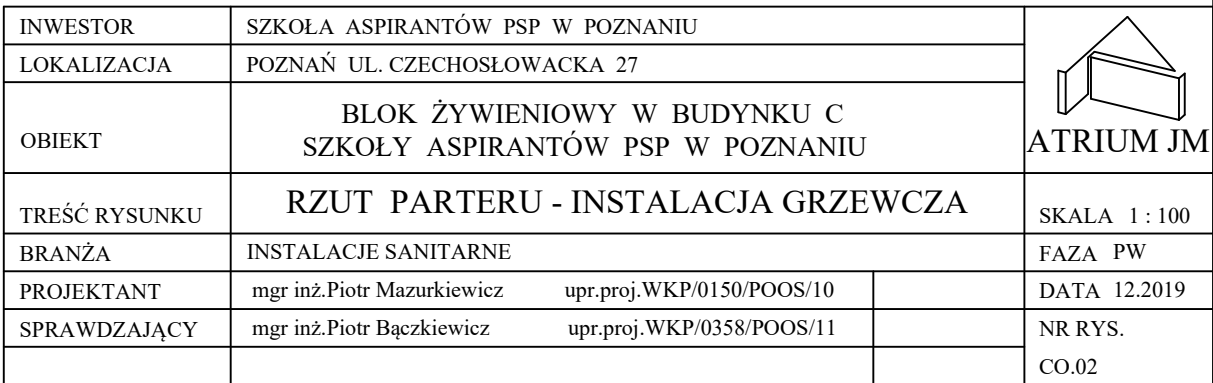 INWESTOR SZKOŁA ASPIRANTÓW PSP W POZNANIU
LOKALIZACJA POZNAŃ UL. CZECHOSŁOWACKA 27
OBIEKT BLOK ŻYWIENIOWY W BUDYNKU C
SZKOŁY ASPIRANTÓW PSP W POZNANIU
ATRIUM JM
TREŚĆ RYSUNKU RZUT PARTERU - INSTALACJA GRZEWCZA SKALA 1 : 100
BRANŻA INSTALACJE SANITARNE FAZA PW
PROJEKTANT mgr inż.Piotr Mazurkiewicz upr.proj.WKP/0150/POOS/10 DATA 12.2019
SPRAWDZAJĄCY mgr inż.Piotr Bączkiewicz upr.proj.WKP/0358/POOS/11 NR RYS.
CO.02